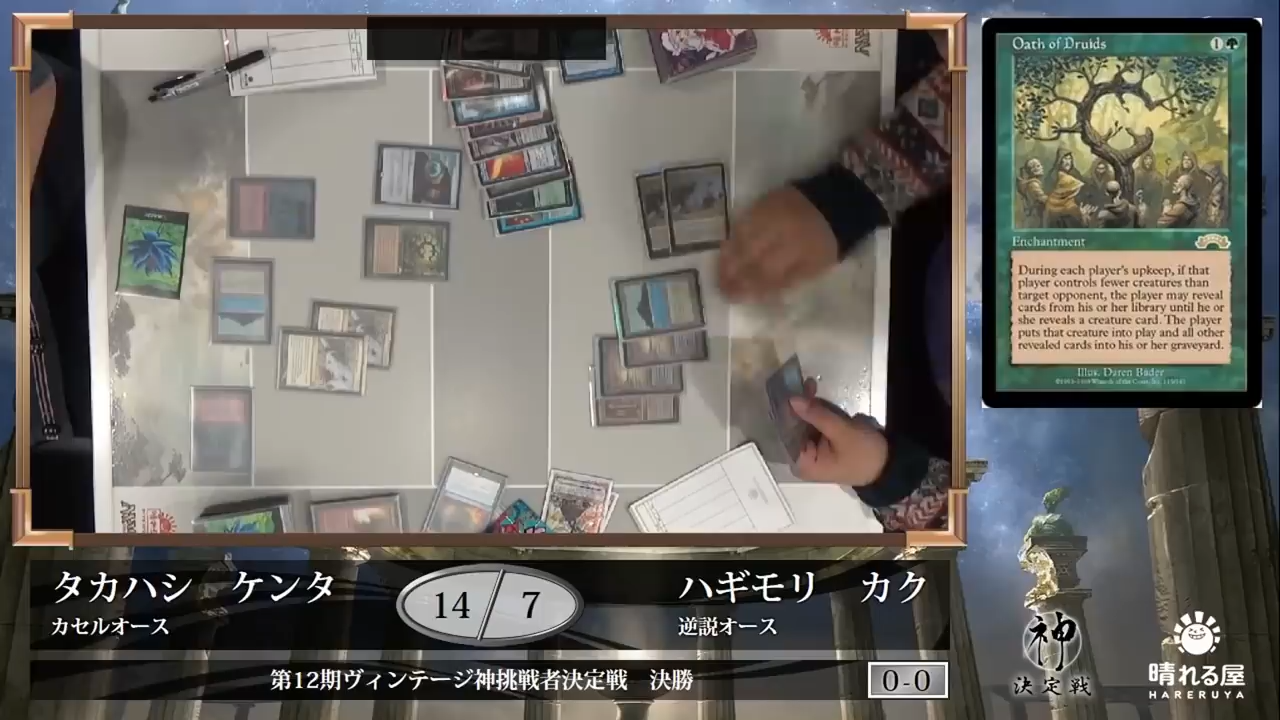 Oath of Druids
1
Enchantment
During each player's upkeep, if that
player controls fewer creatures than
target opponent, the player may reveal
cards from his or her library until he or
she reveals a creature card. The player
puts that creature into play and all other
revealed cards into his or her graveyard.
Illus. Daren Bader
タカハシ ケンタ
カセルオース
14 / 7
ハギモリ カク
逆説オース
第12期ヴィンテージ神挑戦者決定戦 決勝
0-0
神
決定戦
晴れる屋
HARERUYA